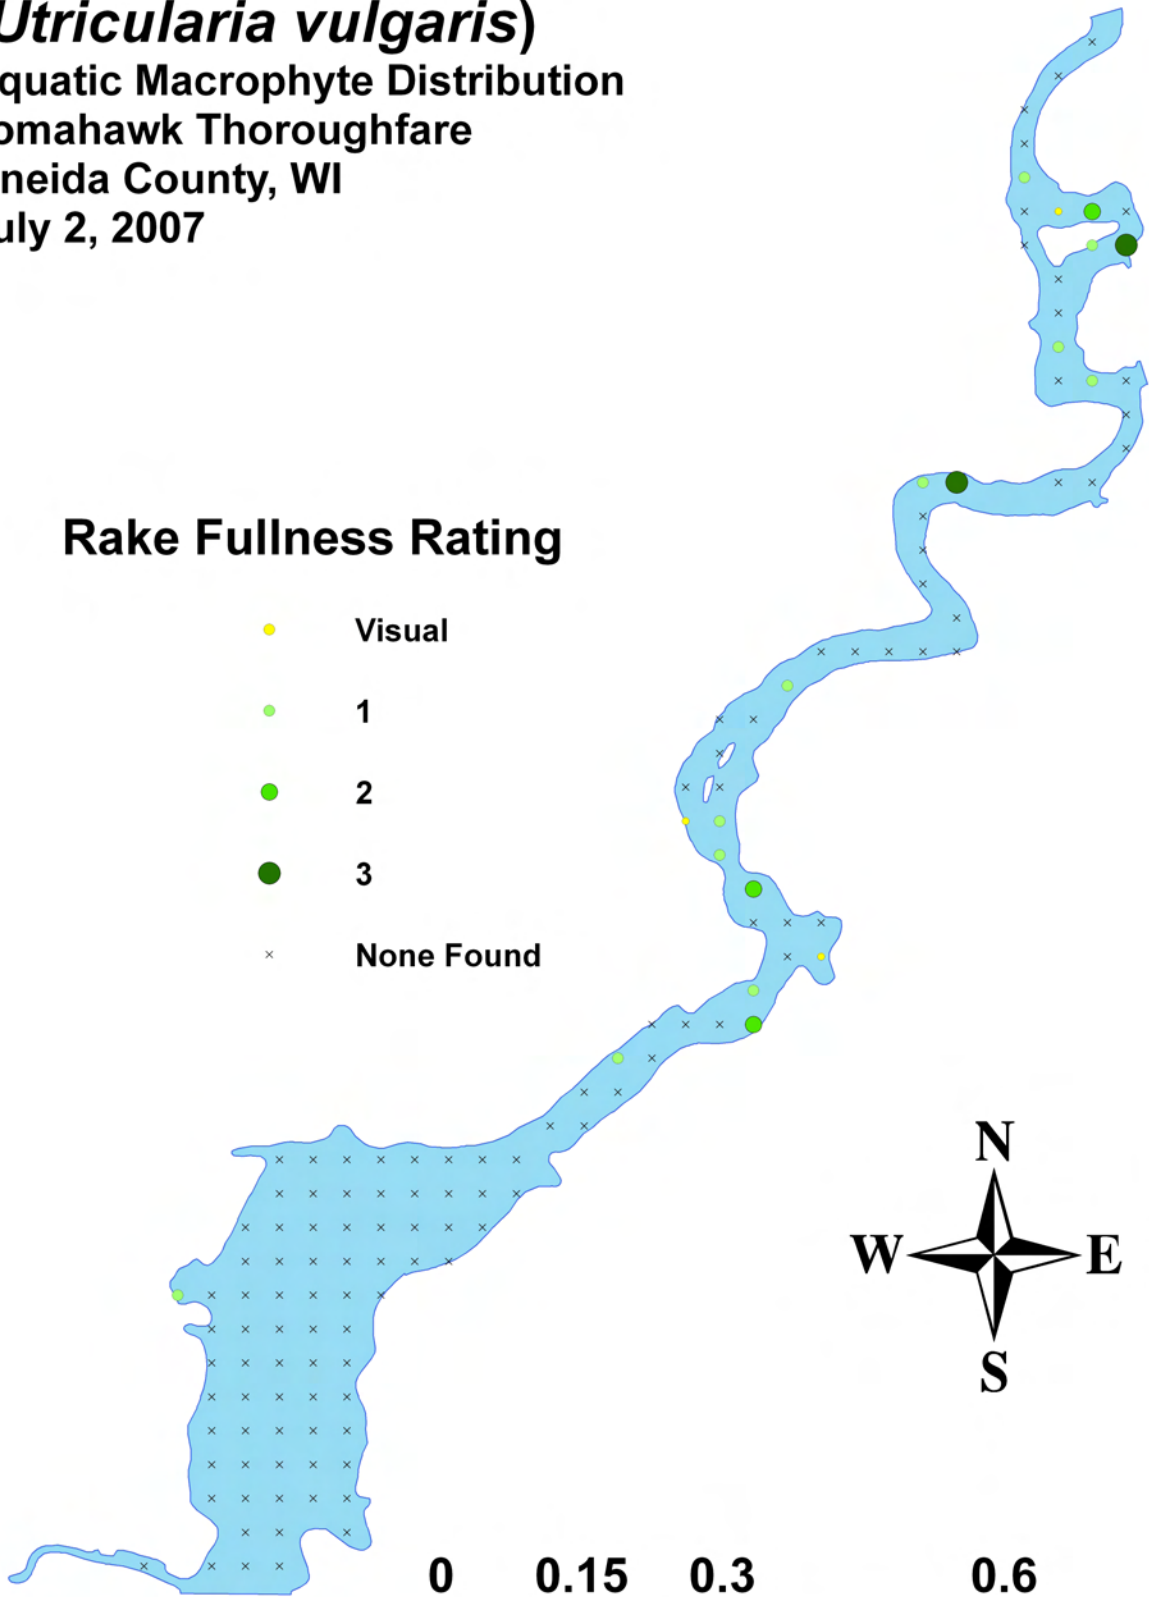 Utricularia vulgaris)
quatic Macrophyte Distribution
omahawk Thoroughfare
neida County, WI
uly 2, 2007
Rake Fullness Rating
Visual
1
2
3
None Found
N
W E
S
0 0.15 0.3 0.6